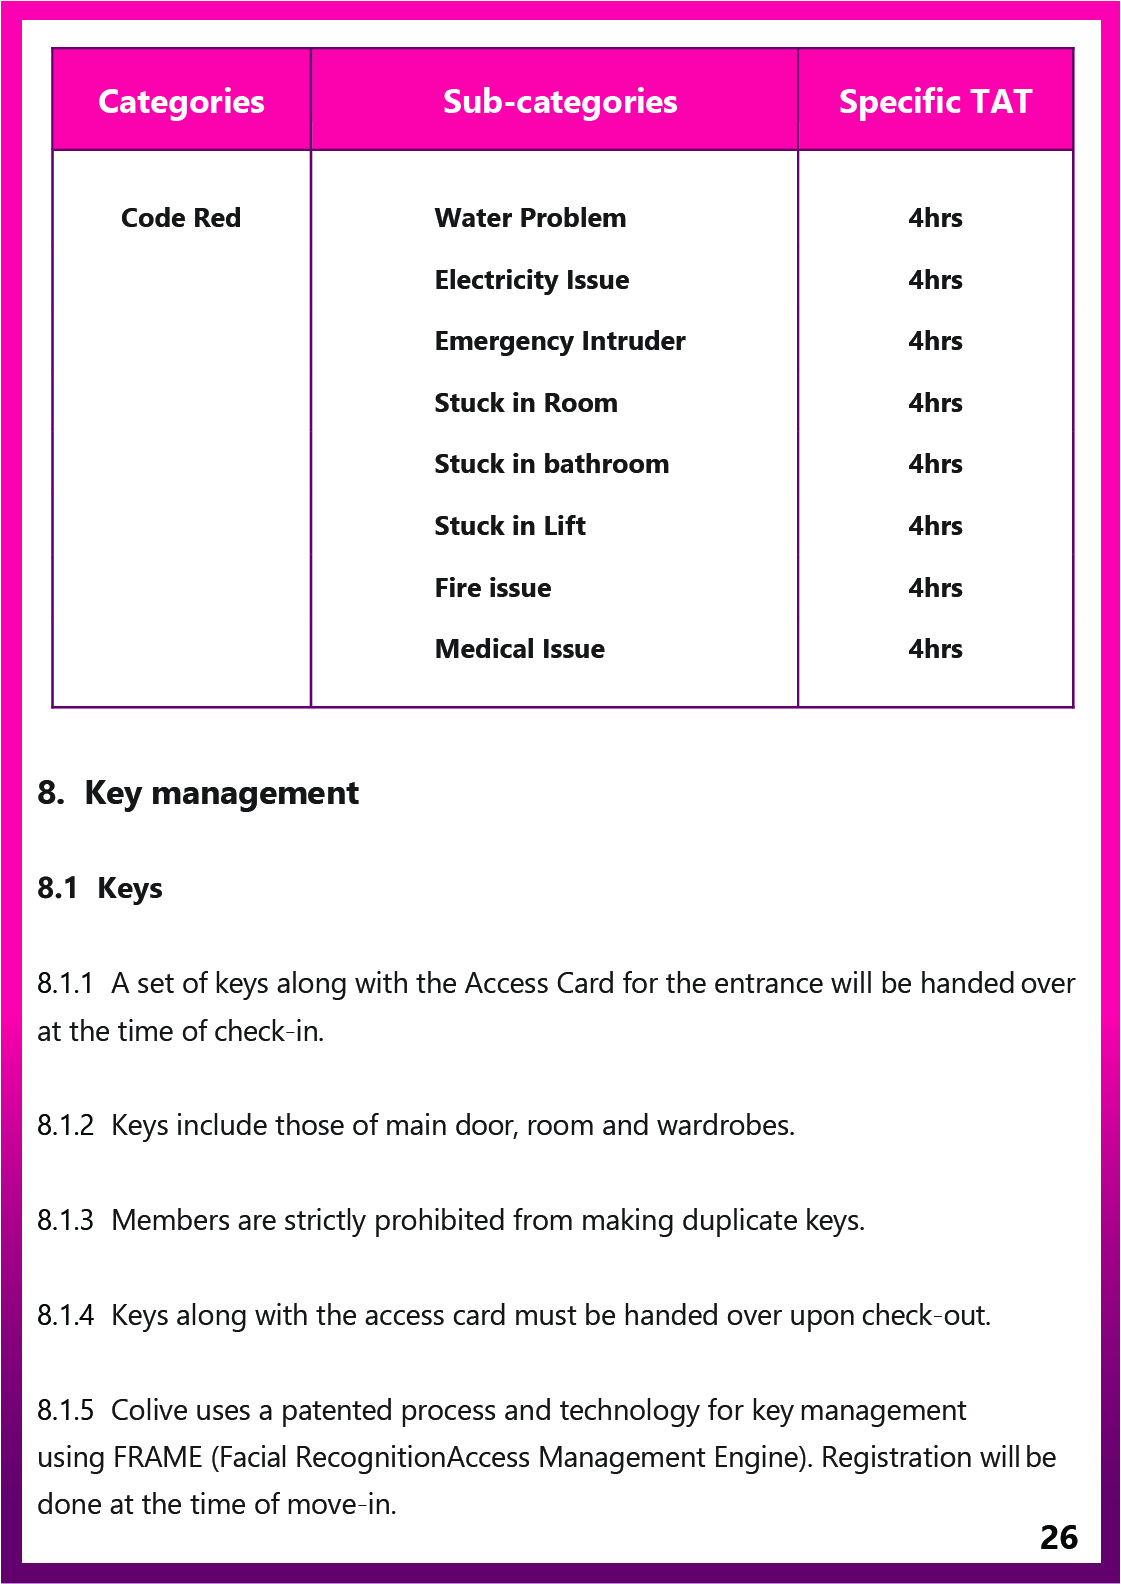 Categories Sub-categories Specific TAT
Code Red Water Problem 4hrs
Electricity Issue 4hrs
Emergency Intruder 4hrs
Stuck in Room 4hrs
Stuck in bathroom 4hrs
Stuck in Lift 4hrs
Fire issue 4hrs
Medical Issue 4hrs
8. Key management
8.1 Keys
8.1.1 A set of keys along with the Access Card for the entrance will be handed over
at the time of check-in.
8.1.2 Keys include those of main door, room and wardrobes.
8.1.3 Members are strictly prohibited from making duplicate keys.
8.1.4 Keys along with the access card must be handed over upon check-out.
8.1.5 Colive uses a patented process and technology for key management
using FRAME (Facial RecognitionAccess Management Engine). Registration will be
done at the time of move-in.
26